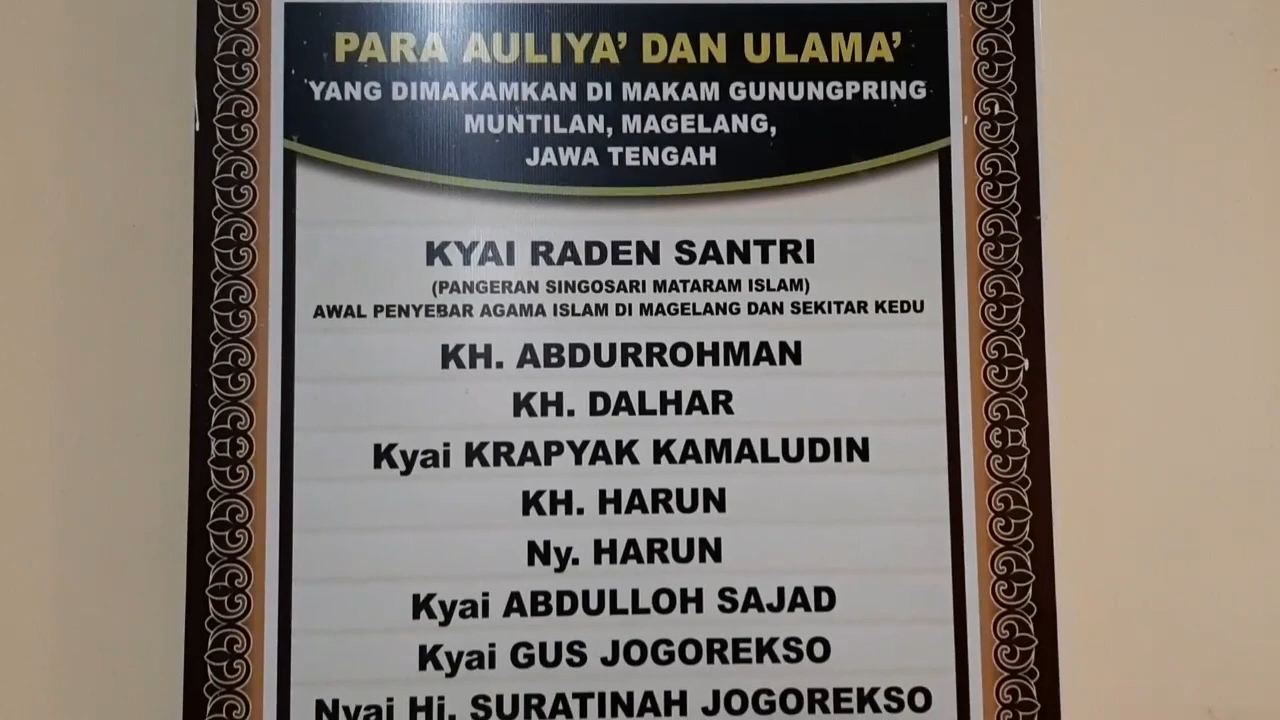 PARA AULIYA' DAN ULAMA'
YANG DIMAKAMKAN DI MAKAM GUNUNGPRING
MUNTILAN, MAGELANG,
JAWA TENGAH
KYAI RADEN SANTRI
(PANGERAN SINGOSARI MATARAM ISLAM)
AWAL PENYEBAR AGAMA ISLAM DI MAGELANG DAN SEKITAR KEDU
KH. ABDURROHMAN
KH. DALHAR
Kyai KRAPYAK KAMALUDIN
KH. HARUN
Ny. HARUN
Kyai ABDULLOH SAJAD
Kyai GUS JOGOREKSO
Nyai Hj. SURATINAH JOGOREKSO